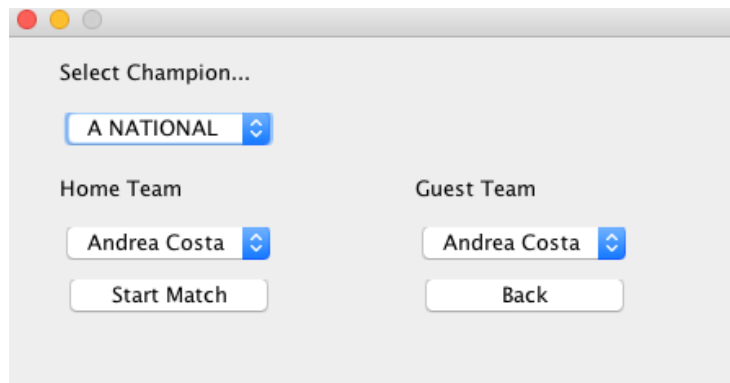 Select Champion...
A NATIONAL
Home Team Guest Team
Andrea Costa Andrea Costa
Start Match Back